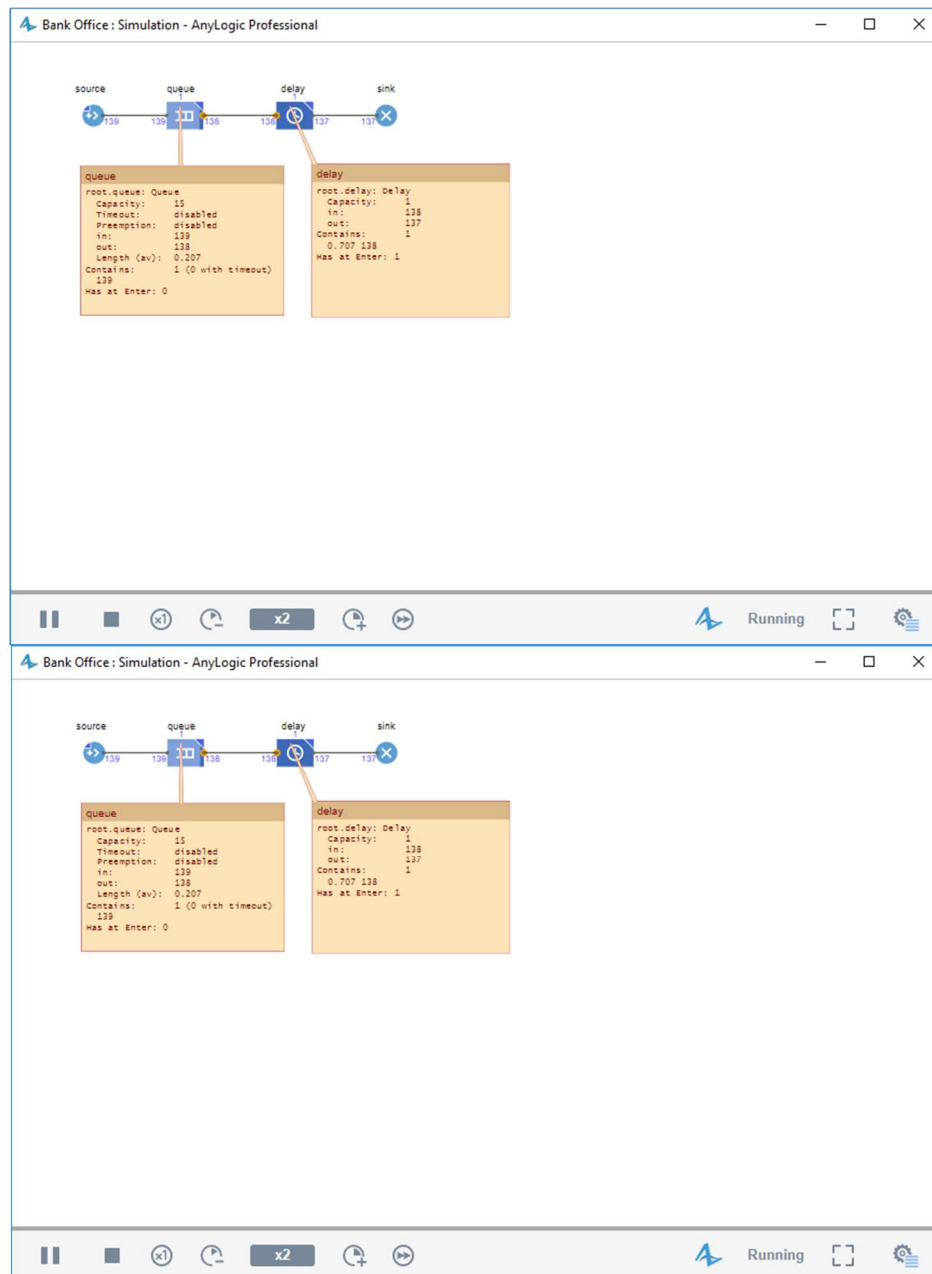 Bank Office : Simulation - AnyLogic Professional
source queue delay sink
1 1
139 139 138 138 137 137
queue
root.queue: Queue
Capacity: 15
Timeout: disabled
Preemption: disabled
in: 139
out: 138
Length (av): 0.207
Contains: 1 (0 with timeout)
139
Has at Enter: 0
delay
root.delay: Delay
Capacity: 1
in: 138
out: 137
Contains: 1
0.707 138
Has at Enter: 1
x1 x2 Running
Bank Office : Simulation - AnyLogic Professional
source queue delay sink
1 1
139 139 138 138 137 137
queue
root.queue: Queue
Capacity: 15
Timeout: disabled
Preemption: disabled
in: 139
out: 138
Length (av): 0.207
Contains: 1 (0 with timeout)
139
Has at Enter: 0
delay
root.delay: Delay
Capacity: 1
in: 138
out: 137
Contains: 1
0.707 138
Has at Enter: 1
x1 x2 Running